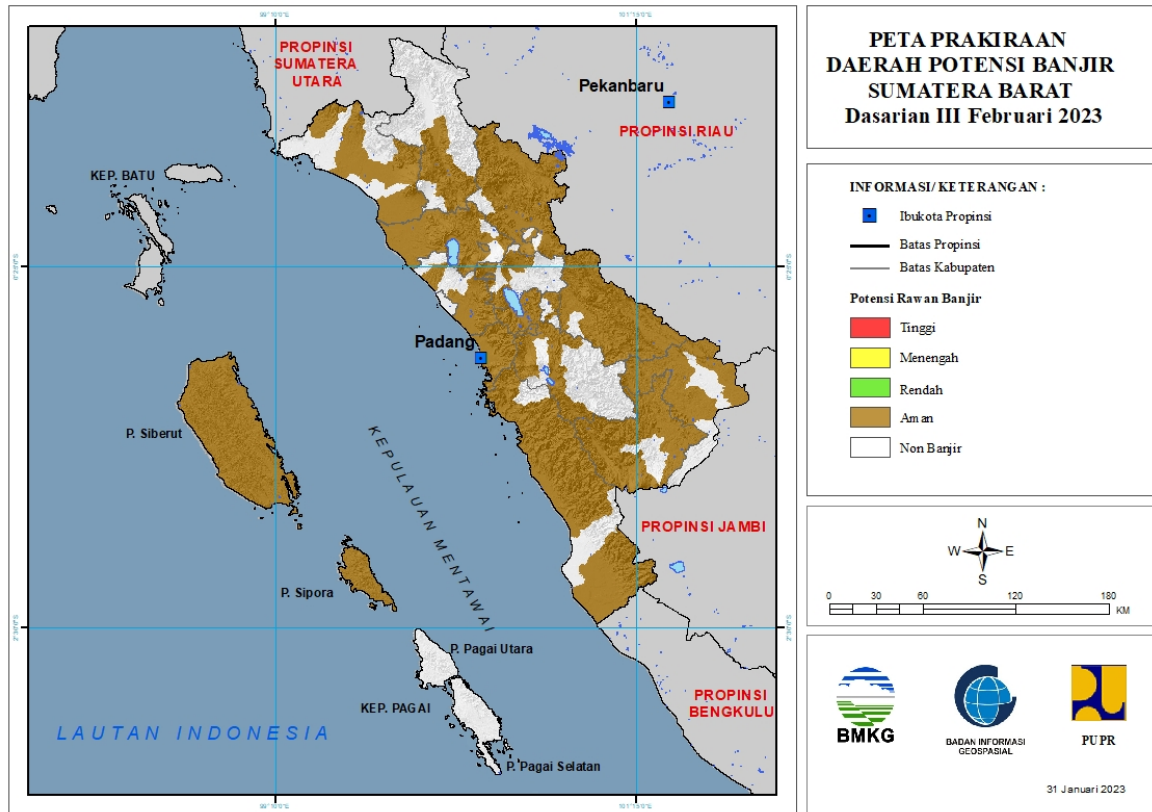 PETA PRAKIRAAN
DAERAH POTENSI BANJIR
SUMATERA BARAT
Dasarian III Februari 2023
INFORMASI/KETERANGAN :
Ibukota Propinsi
Batas Propinsi
Batas Kabupaten
Potensi Rawan Banjir
Tinggi
Menengah
Rendah
Aman
Non Banjir
N
W E
S
0 30 60 120 180
KM
BMKG
BADAN INFORMASI
GEOSPASIAL
PUPR
31 Januari 2023
PROPINSI
SUMATERA
UTARA
Pekanbaru
PROPINSI RIAU
KEP. BATU
Padang
P. Siberut
KEPULAUAN MENTAWAI
PROPINSI JAMBI
P. Sipora
P. Pagai Utara
KEP. PAGAI
PROPINSI
BENGKULU
LAUTAN INDONESIA
P. Pagai Selatan